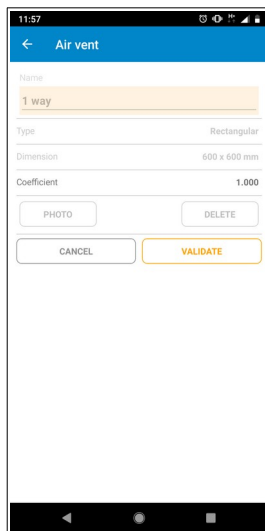 11:57
Air vent
Name
1 way
Type Rectangular
Dimension 600 x 600 mm
Coefficient 1.000
PHOTO DELETE
CANCEL VALIDATE